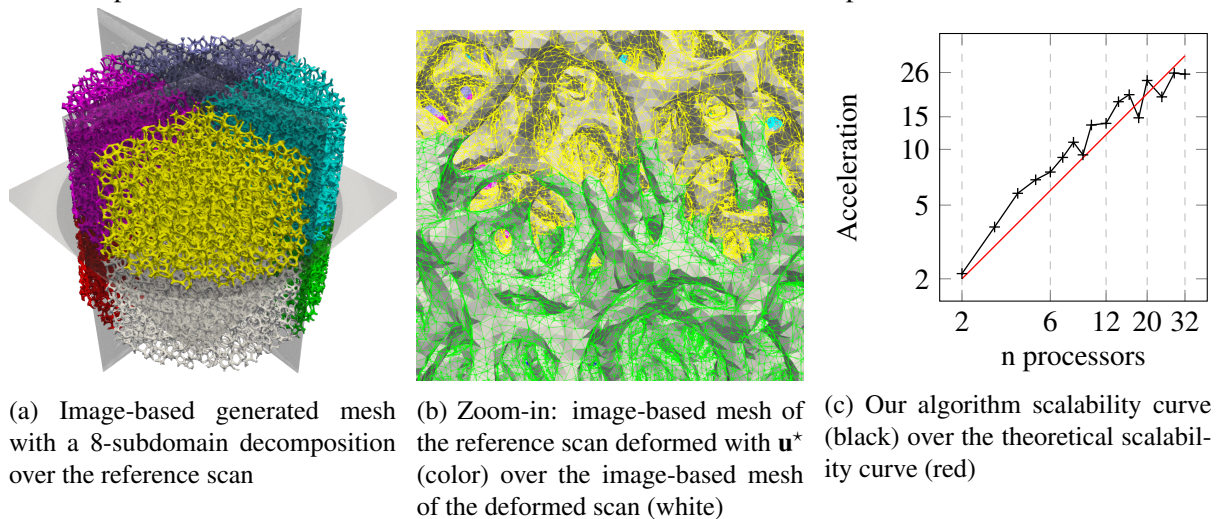 Acceleration
26
15
10
5
2
2 6 12 20 32
n processors
(a) Image-based generated mesh
with a 8-subdomain decomposition
over the reference scan
(b) Zoom-in: image-based mesh of
the reference scan deformed with u⋆
(color) over the image-based mesh
of the deformed scan (white)
(c) Our algorithm scalability curve
(black) over the theoretical scalabil-
ity curve (red)